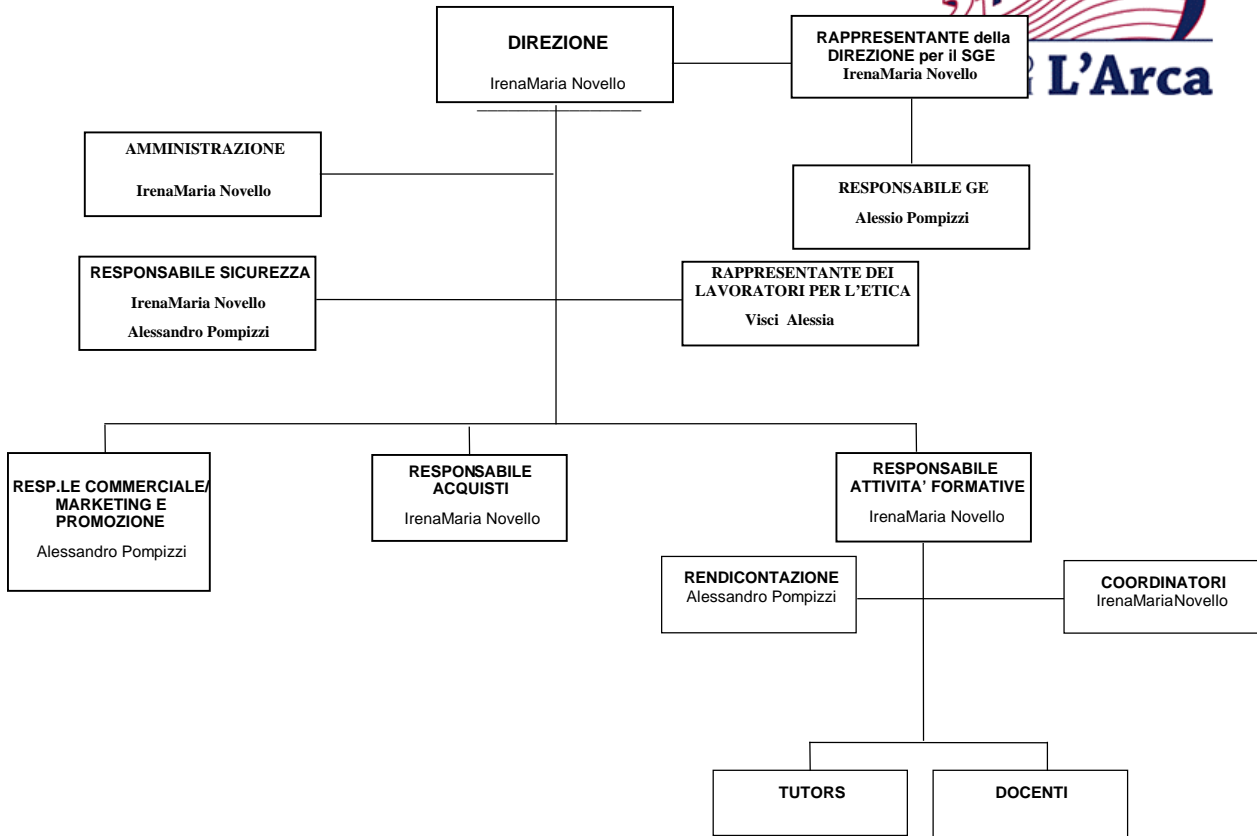 DIREZIONE
IrenaMaria Novello
RAPPRESENTANTE della
DIREZIONE per il SGE
IrenaMaria Novello
L’Arca
AMMINISTRAZIONE
IrenaMaria Novello
RESPONSABILE GE
Alessio Pompizzi
RESPONSABILE SICUREZZA
IrenaMaria Novello
Alessandro Pompizzi
RAPPRESENTANTE DEI
LAVORATORI PER L’ETICA
Visci Alessia
RESP.LE COMMERCIALE/
MARKETING E
PROMOZIONE
Alessandro Pompizzi
RESPONSABILE
ACQUISTI
IrenaMaria Novello
RESPONSABILE
ATTIVITA’ FORMATIVE
IrenaMaria Novello
RENDICONTAZIONE
Alessandro Pompizzi
COORDINATORI
IrenaMariaNovello
TUTORS
DOCENTI